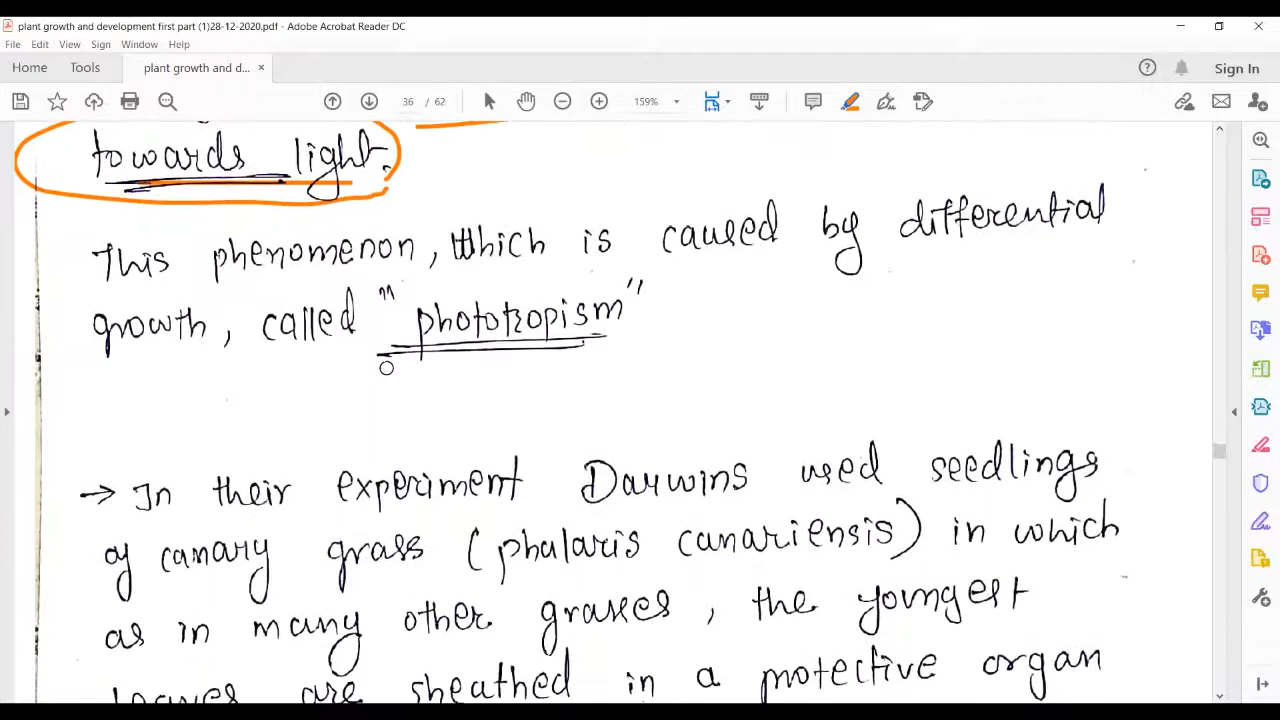 plant growth and development first part (1)28-12-2020.pdf - Adobe Acrobat Reader DC
File Edit View Sign Window Help
Home Tools plant growth and d... × Sign In
36 / 62 159%
towards light.
This phenomenon, which is caused by differential
growth, called "phototropism"
→ In their experiment Darwins used seedlings
of canary grass (phalaris canariensis) in which
as in many other grasses, the youngest
leaves are sheathed in a protective organ